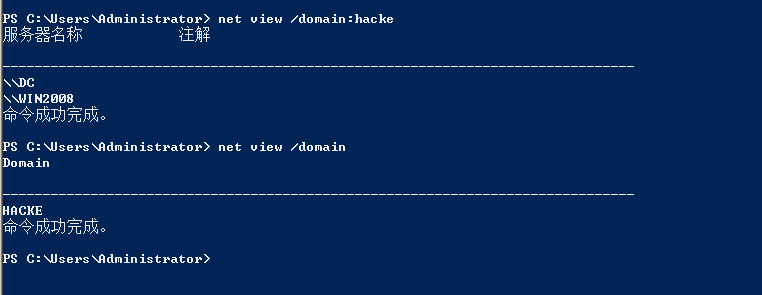 PS C:\Users\Administrator> net view /domain:hacke
服务器名称            注解
-------------------------------------------------------------------------------
\\DC
\\WIN2008
命令成功完成。
PS C:\Users\Administrator> net view /domain
Domain
-------------------------------------------------------------------------------
HACKE
命令成功完成。
PS C:\Users\Administrator>